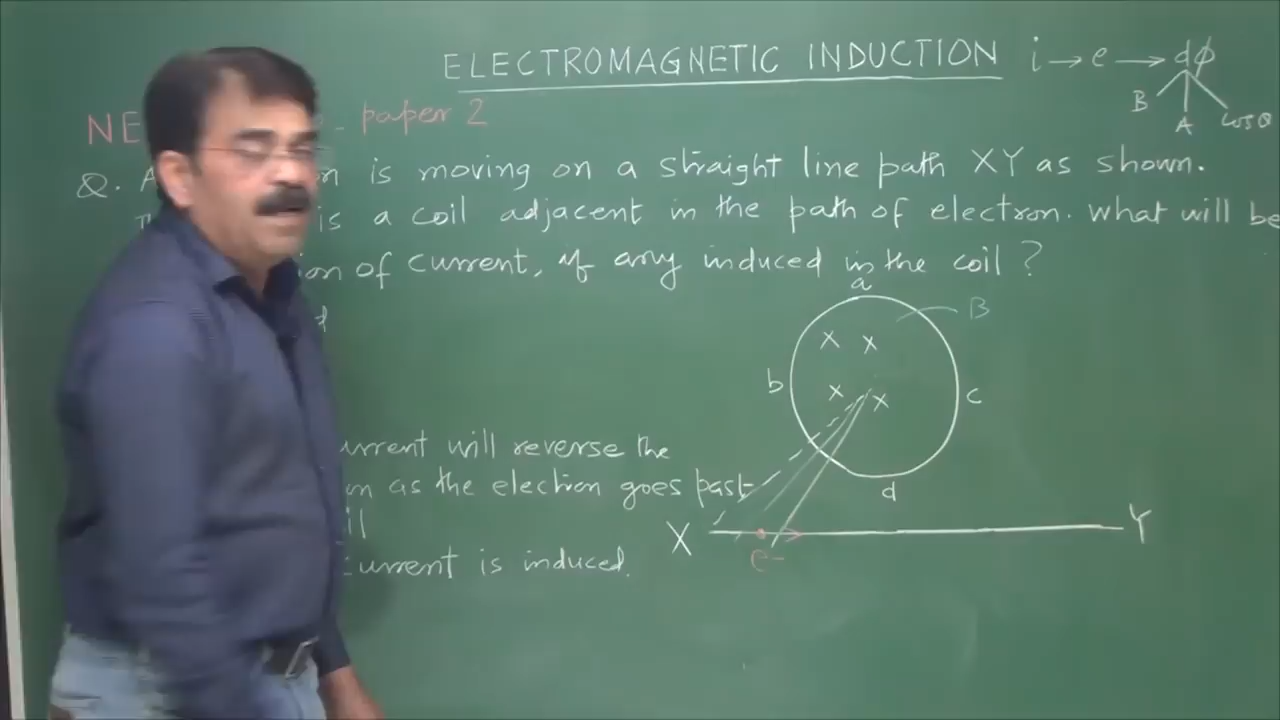 ELECTROMAGNETIC INDUCTION i → e → dϕ
B A cosθ
NE - paper 2
Q. is moving on a straight line path XY as shown.
is a coil adjacent in the path of electron. What will be
of current, if any induced in the coil ?
a
B
d
b c
current will reverse the
as the electron goes past
d
X Y
e-
current is induced.